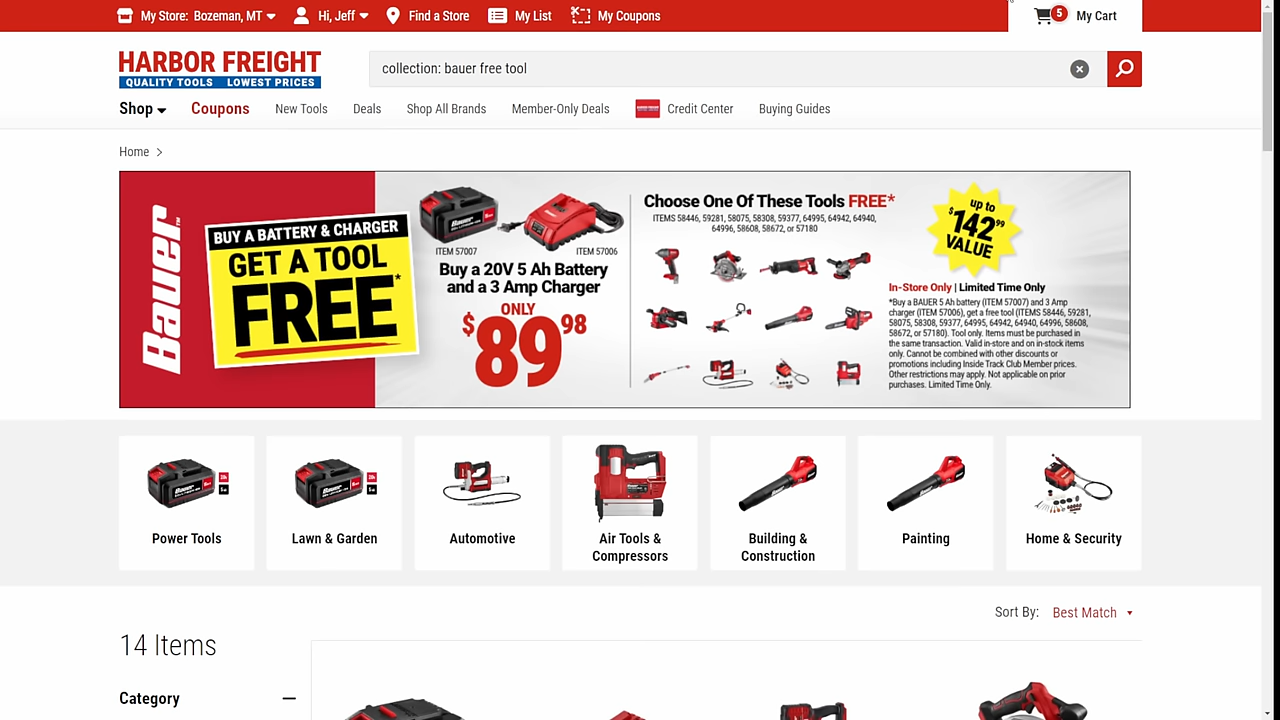 My Store: Bozeman, MT
Hi, Jeff
Find a Store
My List
My Coupons
5
My Cart
HARBOR FREIGHT
QUALITY TOOLS LOWEST PRICES
collection: bauer free tool
Shop
Coupons
New Tools
Deals
Shop All Brands
Member-Only Deals
Credit Center
Buying Guides
Home
Bauer™
BUY A BATTERY & CHARGER
GET A TOOL
FREE*
ITEM 57007
ITEM 57006
Buy a 20V 5 Ah Battery
and a 3 Amp Charger
ONLY
$89.98
Choose One Of These Tools FREE*
ITEMS 58446, 59281, 58075, 58308, 59377, 64995, 64942, 64940,
64996, 58608, 58672, or 57180
up to
$142.99
VALUE
In-Store Only | Limited Time Only
*Buy a BAUER 5 Ah battery (ITEM 57007) and 3 Amp
charger (ITEM 57006), get a free tool (ITEMS 58446, 59281,
58075, 58308, 59377, 64995, 64942, 64940, 64996, 58608,
58672, or 57180). Tool only. Items must be purchased in
the same transaction. Valid in-store and on in-stock items
only. Cannot be combined with other discounts or
promotions including Inside Track Club Member prices.
Other restrictions may apply. Not applicable on prior
purchases. Limited Time Only.
Power Tools
Lawn & Garden
Automotive
Air Tools &
Compressors
Building &
Construction
Painting
Home & Security
Sort By:
Best Match
14 Items
Category